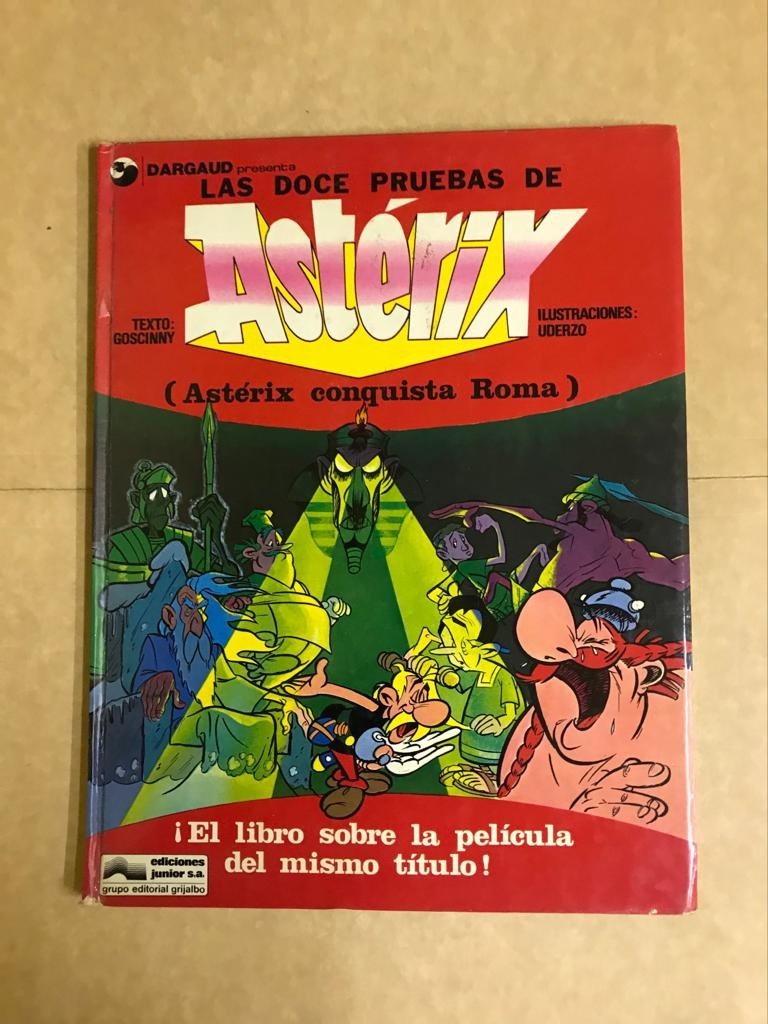 DARGAUD presenta
LAS DOCE PRUEBAS DE
Astérix
TEXTO:
GOSCINNY
ILUSTRACIONES:
UDERZO
(Astérix conquista Roma)
¡El libro sobre la película
del mismo título!
ediciones
junior s.a.
grupo editorial grijalbo